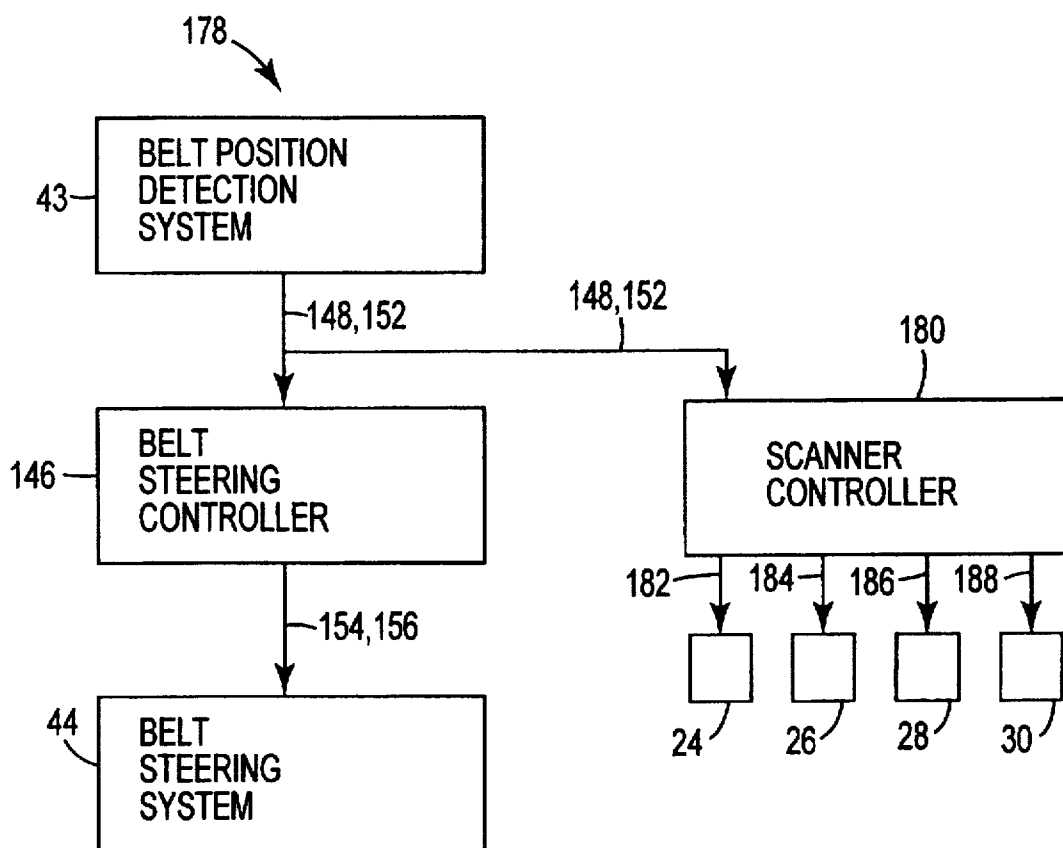 178
BELT POSITION
DETECTION
SYSTEM
43
148,152
148,152
180
BELT
STEERING
CONTROLLER
146
SCANNER
CONTROLLER
182
184
186
188
154,156
24
26
28
30
44
BELT
STEERING
SYSTEM